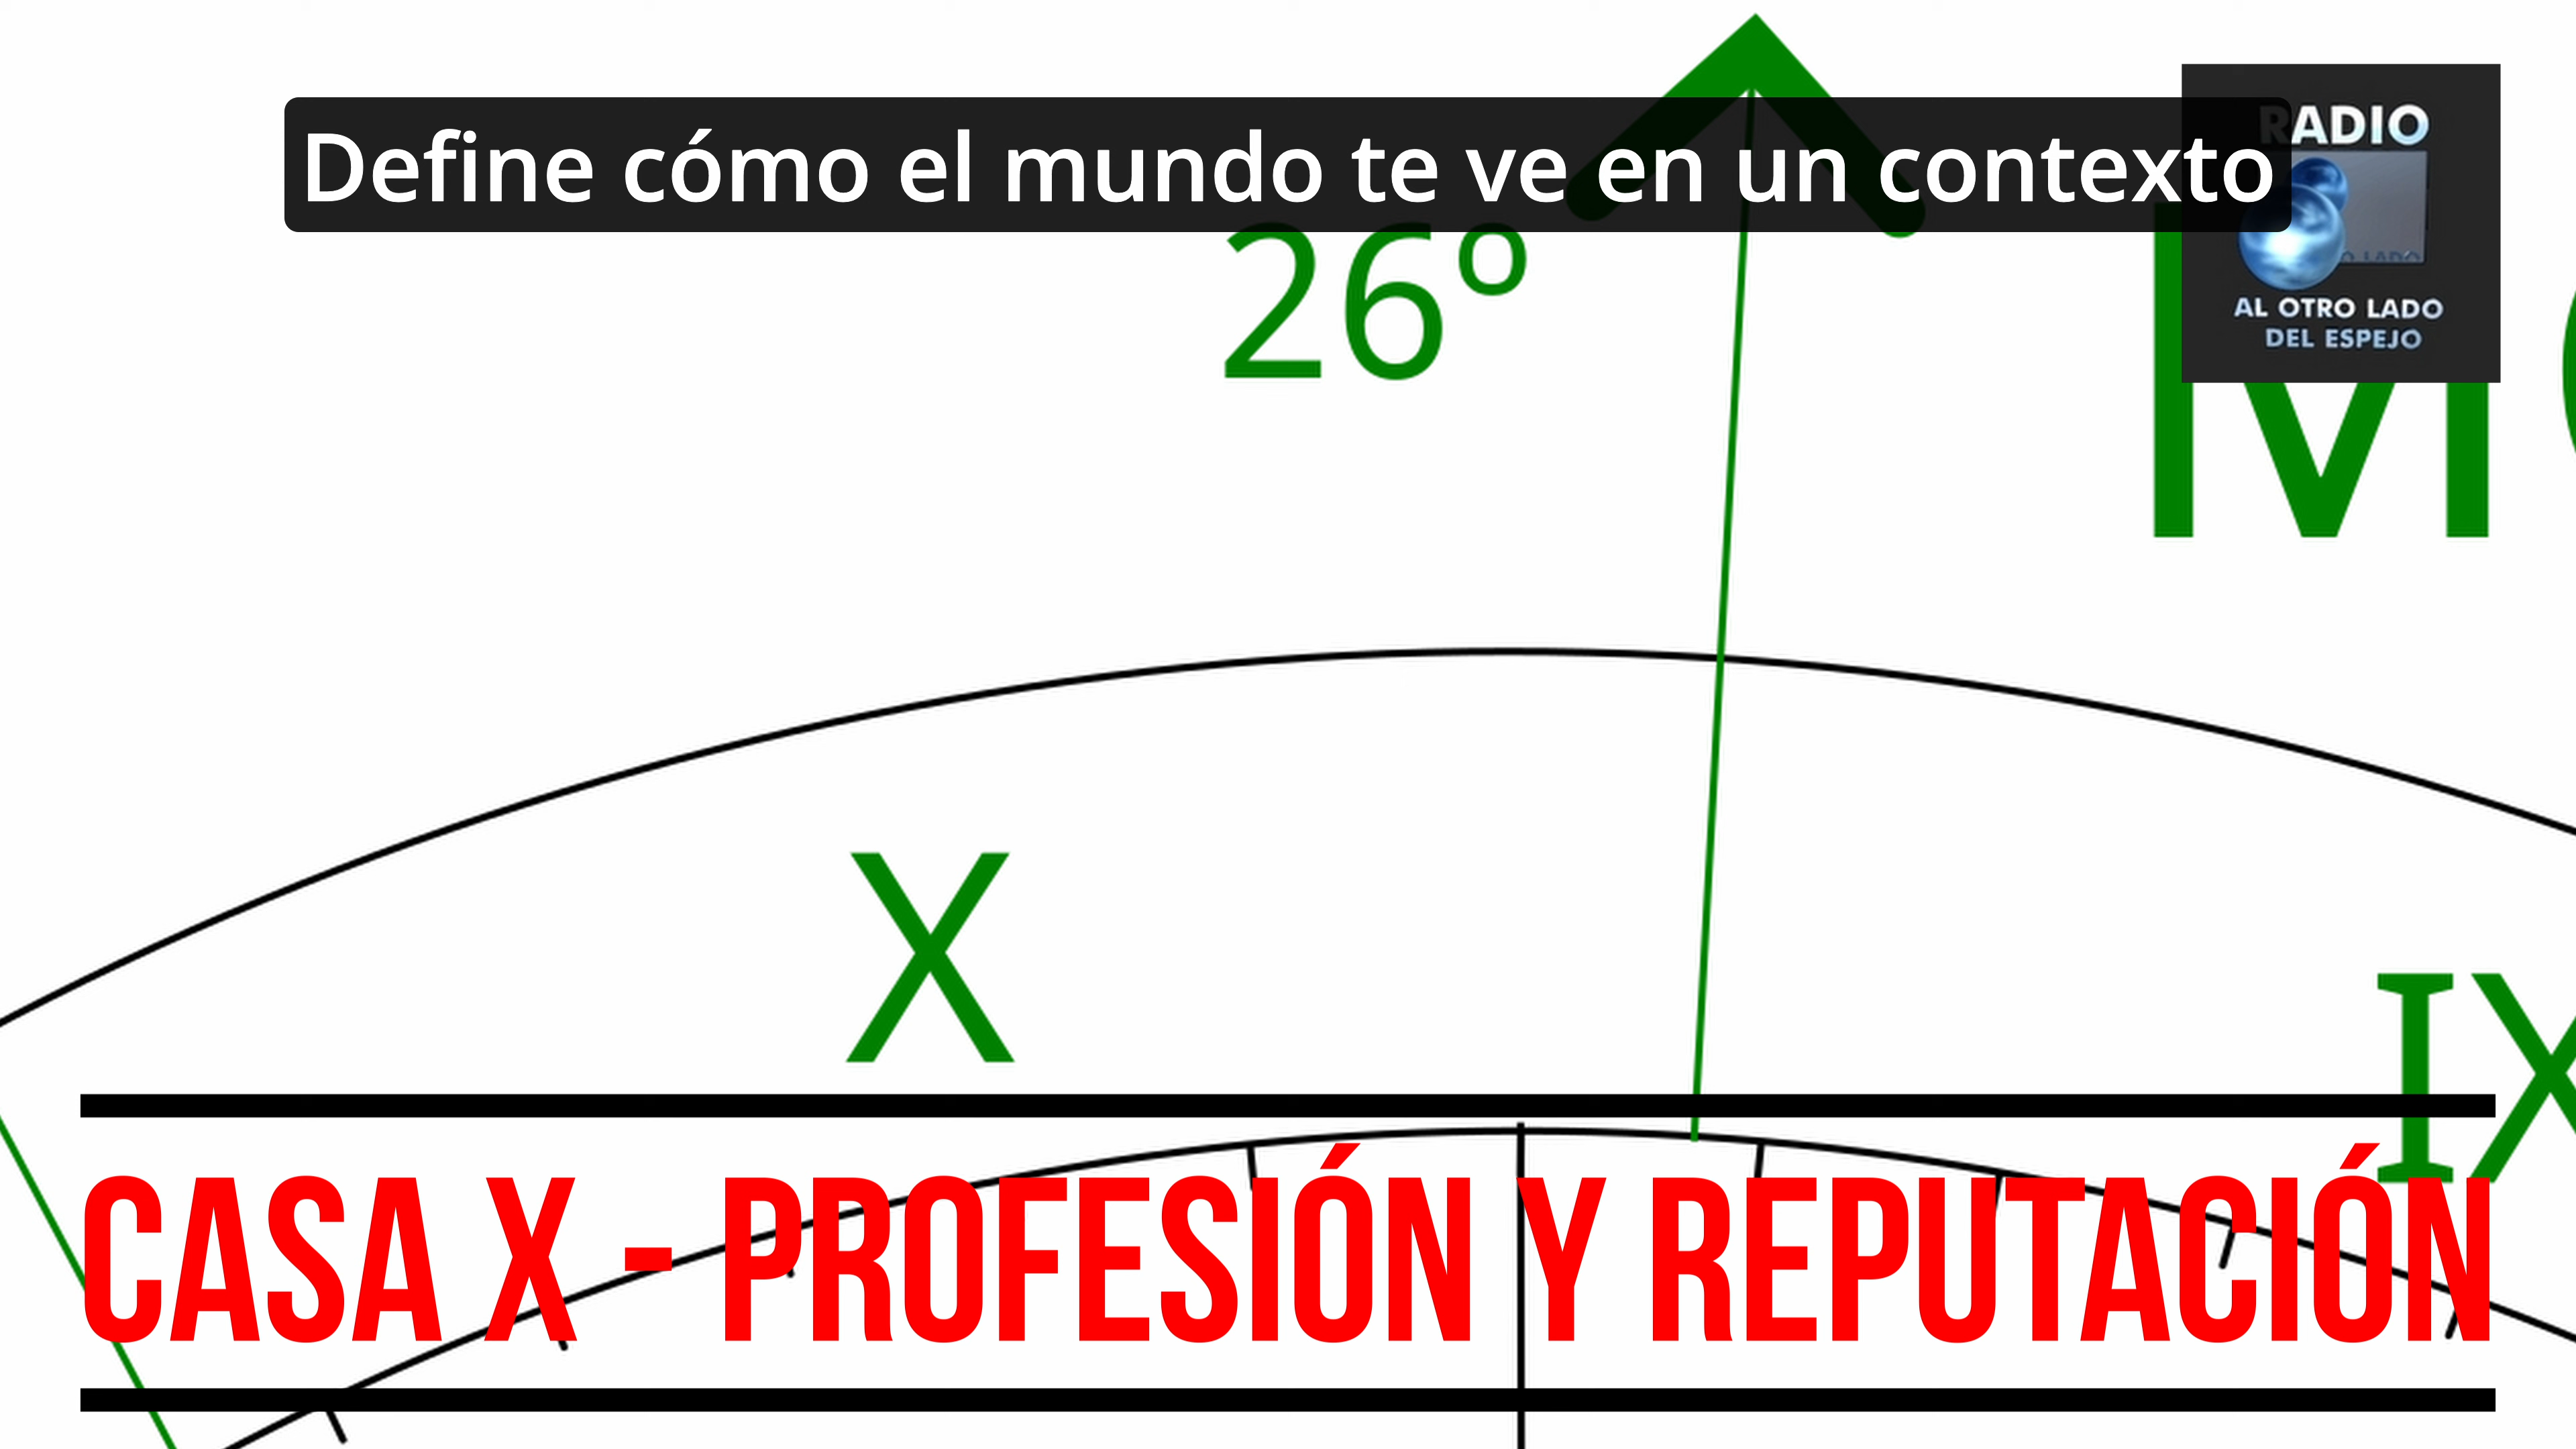 Define cómo el mundo te ve en un contexto
RADIO
AL OTRO LADO
DEL ESPEJO
26º
X
IX
CASA X - PROFESIÓN Y REPUTACIÓN